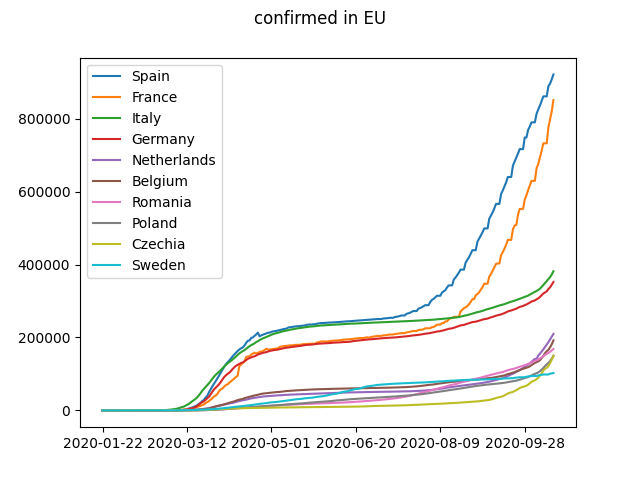 confirmed in EU
Spain
France
Italy
Germany
Netherlands
Belgium
Romania
Poland
Czechia
Sweden
800000
600000
400000
200000
0
2020-01-22 2020-03-12 2020-05-01 2020-06-20 2020-08-09 2020-09-28